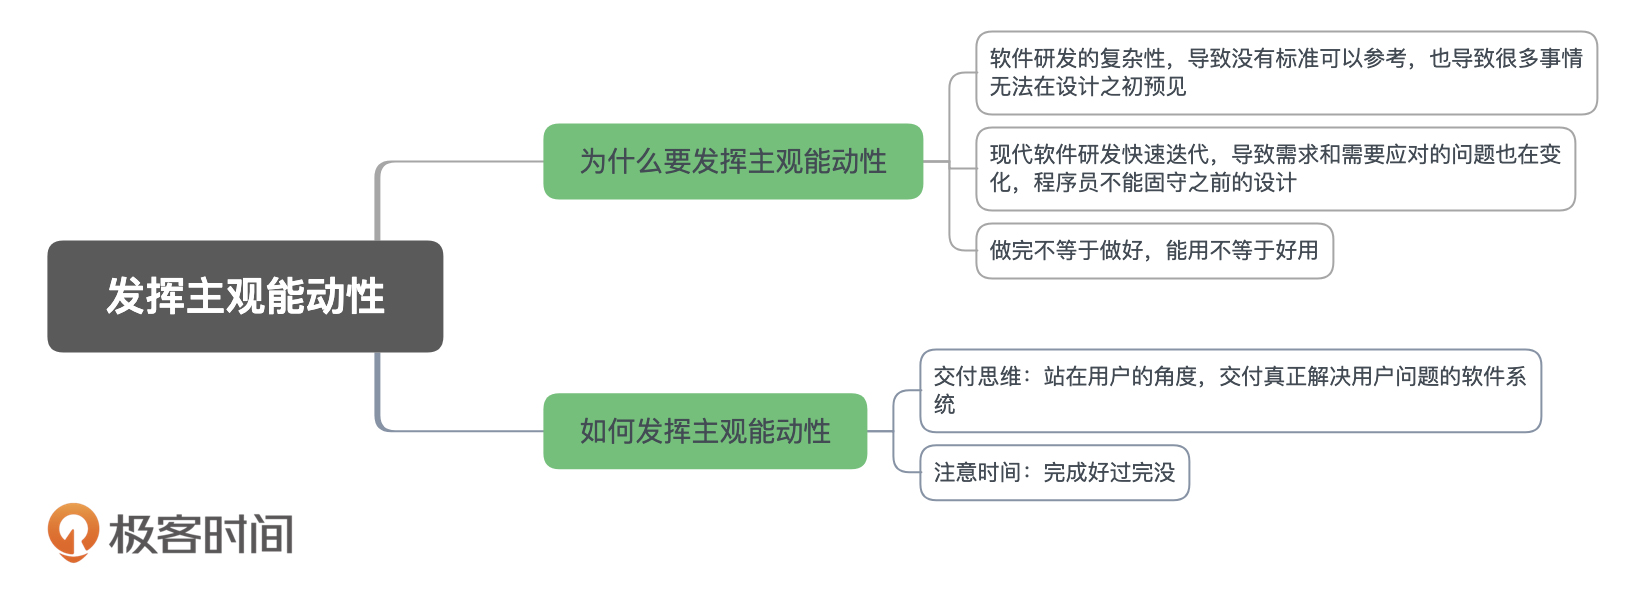 发挥主观能动性
为什么要发挥主观能动性
软件研发的复杂性，导致没有标准可以参考，也导致很多事情
无法在设计之初预见
现代软件研发快速迭代，导致需求和需要应对的问题也在变
化，程序员不能固守之前的设计
做完不等于做好，能用不等于好用
如何发挥主观能动性
交付思维：站在用户的角度，交付真正解决用户问题的软件系
统
注意时间：完成好过完没
极客时间